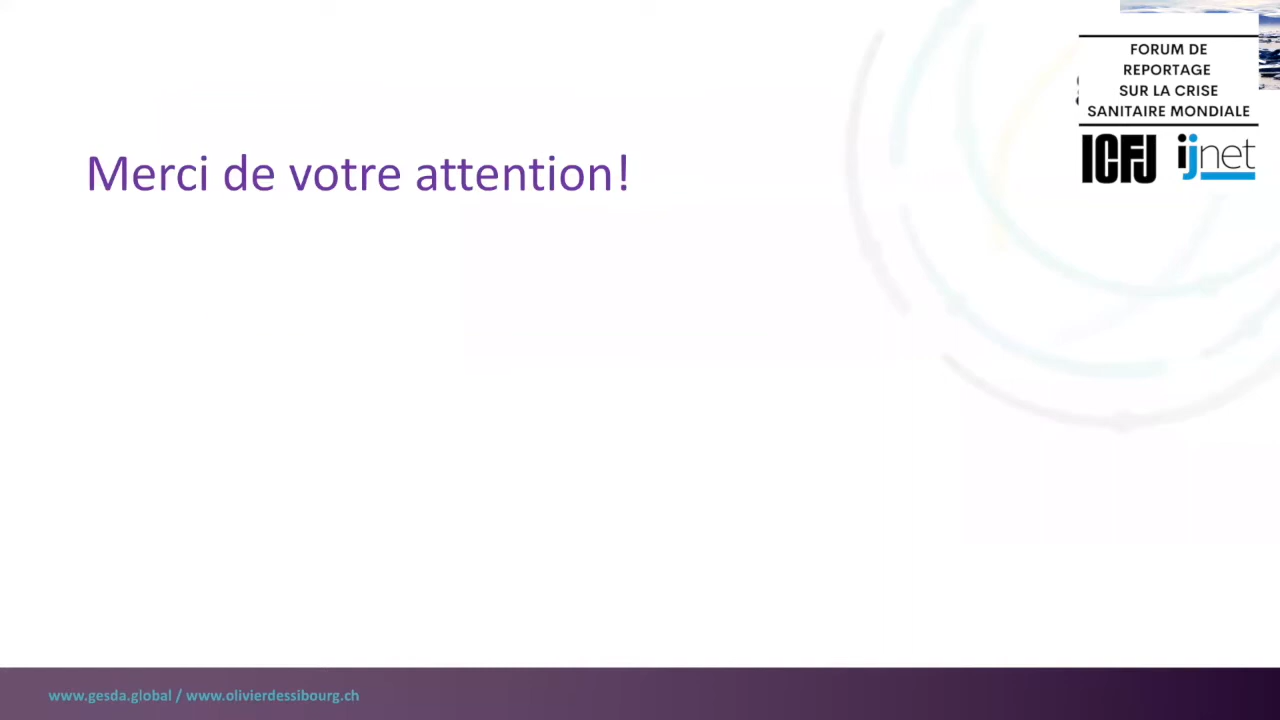 FORUM DE
REPORTAGE
SUR LA CRISE
SANITAIRE MONDIALE
ICFJ ijnet
Merci de votre attention!
www.gesda.global / www.olivierdessibourg.ch